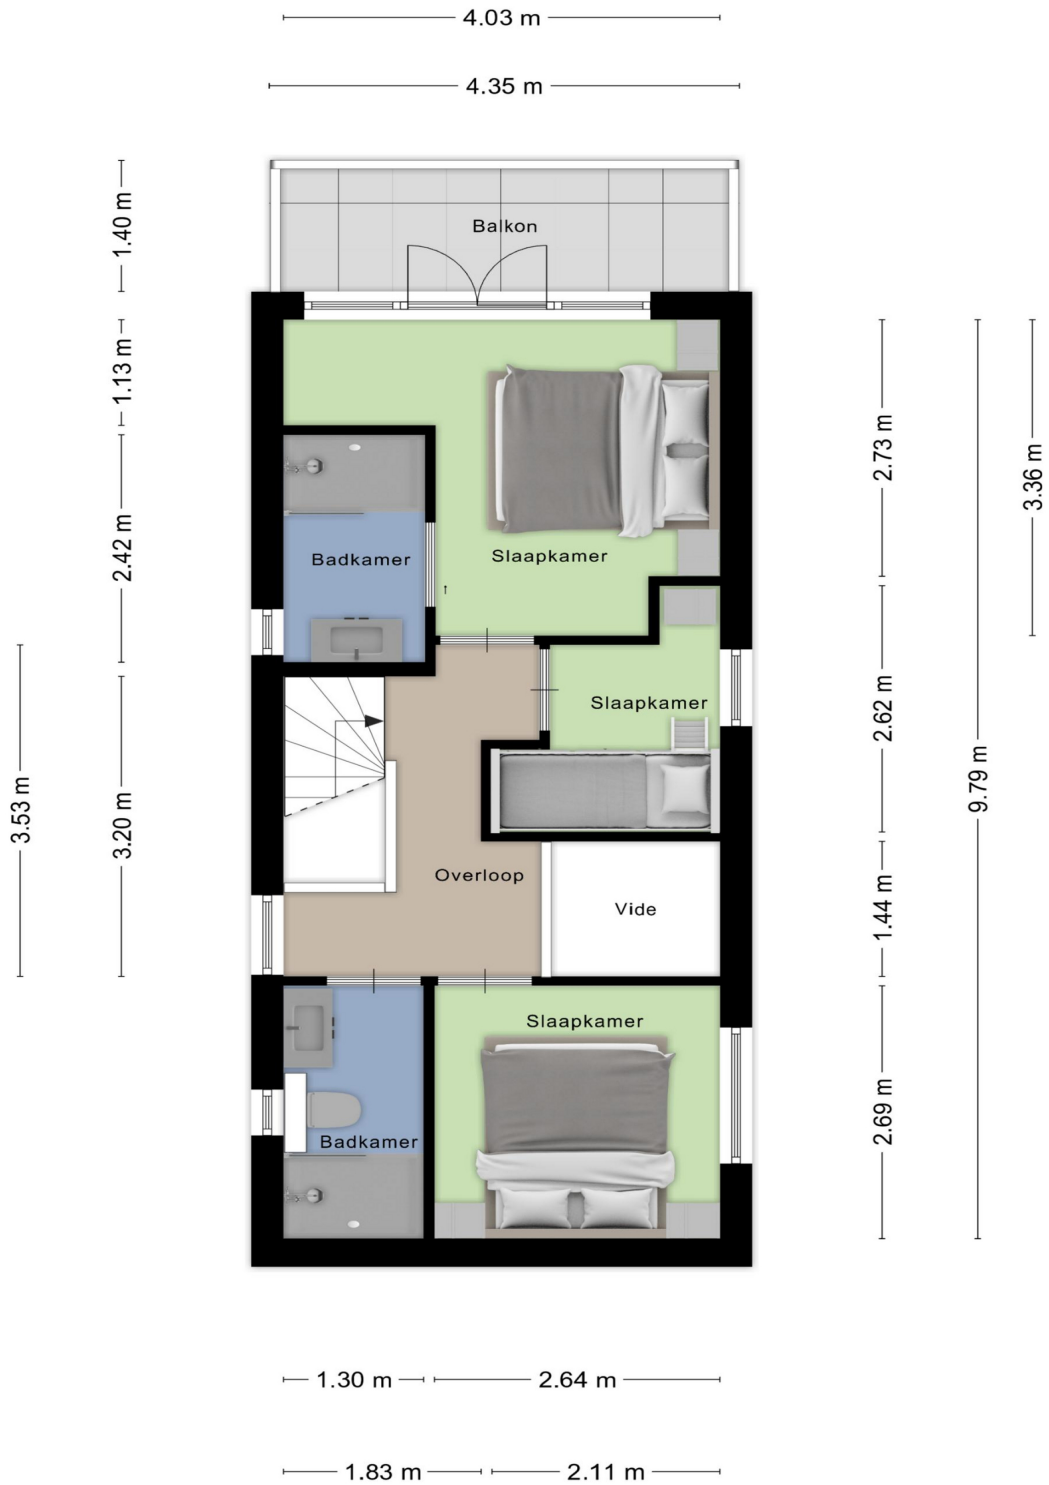 4.03 m
4.35 m
1.40 m
Balkon
1.13 m
2.73 m
3.36 m
2.42 m
Badkamer
Slaapkamer
Slaapkamer
2.62 m
9.79 m
3.53 m
3.20 m
Overloop
Vide
1.44 m
Slaapkamer
2.69 m
Badkamer
1.30 m
2.64 m
1.83 m
2.11 m